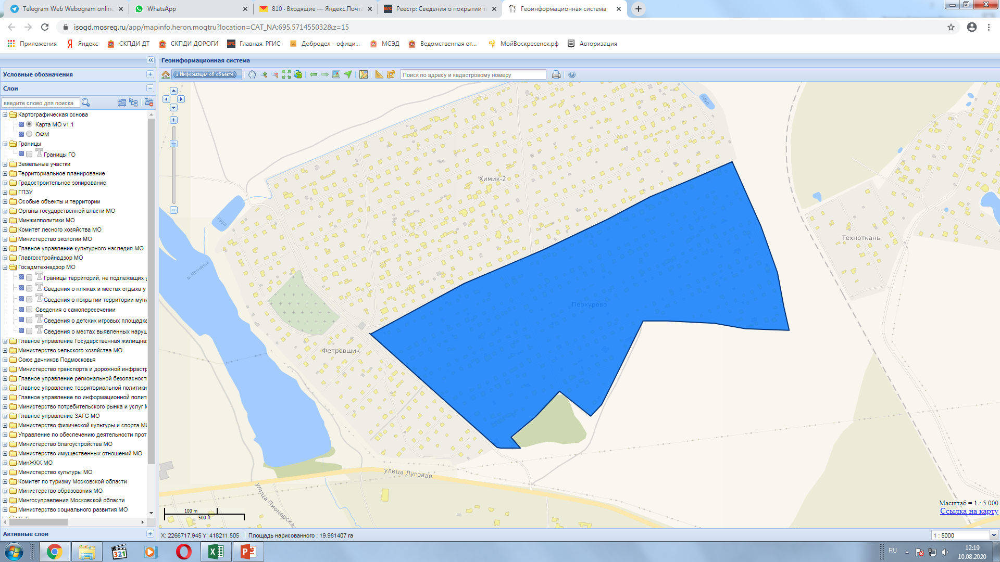 Telegram Web Webogram online
WhatsApp
810 · Входящие — Яндекс.Почта
Реестр: Сведения о покрытии т
Геоинформационная система
isogd.mosreg.ru/app/mapinfo.heron.mogtru?location=CAT_NA:695,571455032&z=15
Приложения
Яндекс
СКПДИ ДТ
СКПДИ ДОРОГИ
Главная. РГИС
Добродел - офици...
МСЭД
Ведомственная от...
МойВоскресенск.рф
Авторизация
Геоинформационная система
Условные обозначения
Слои
Информация об объекте
Поиск по адресу и кадастровому номеру
введите слово для поиска
Картографическая основа
Карта МО v1.1
ОФМ
Границы
Границы ГО
Земельные участки
Территориальное планирование
Градостроительное зонирование
ГПЗУ
Особые объекты и территории
Органы государственной власти МО
Минжилполитики МО
Комитет лесного хозяйства МО
Министерство экологии МО
Главное управление культурного наследия МО
Главгосстройнадзор МО
Госадмтехнадзор МО
Границы территорий, не подлежащих у
Сведения о пляжах и местах отдыха у
Сведения о покрытии территории муни
Сведения о самопересечении
Сведения о детских игровых площадка
Сведения о местах выявленных наруш
Главное управление Государственная жилищна
Министерство сельского хозяйства МО
Союз дачников Подмосковья
Министерство транспорта и дорожной инфрастр
Главное управление региональной безопасност
Главное управление территориальной политики
Главное управление по информационной полит
Министерство потребительского рынка и услуг М
Главное управление ЗАГС МО
Министерство физической культуры и спорта МО
Управление по обеспечению деятельности прот
Министерство благоустройства МО
Министерство имущественных отношений МО
МинЖКХ МО
Министерство культуры МО
Комитет по туризму Московской области
Министерство образования МО
Мингосуправления Московской области
Министерство социального развития МО
Активные слои
пруд
Химик-2
пруд
Техноткань
р. Молчанка
Перхурово
Фетровщик
улица Луговая
улица Пионерская
100 m
500 ft
Масштаб = 1 : 5 000
Ссылка на карту
X: 2266717.945 Y: 418211.505
Площадь нарисованного : 19.981407 га
1 : 5000
321
RU
12:19
10.08.2020